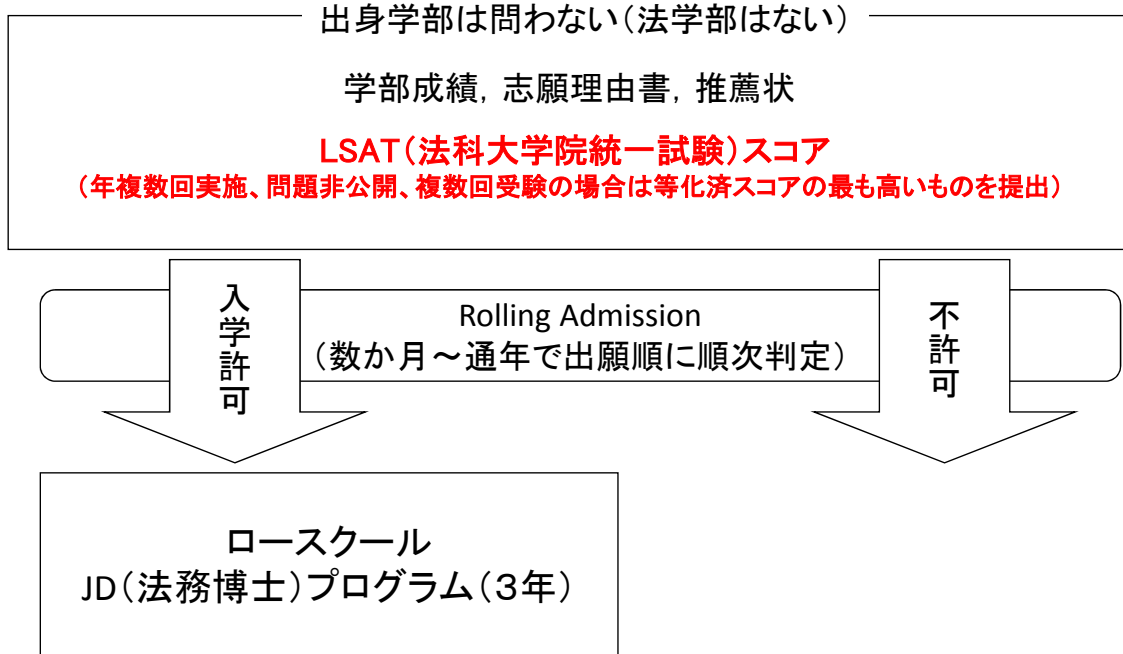 出身学部は問わない(法学部はない)
学部成績, 志願理由書, 推薦状
LSAT(法科大学院統一試験)スコア
(年複数回実施、問題非公開、複数回受験の場合は等化済スコアの最も高いものを提出)
入学許可
Rolling Admission
(数か月～通年で出願順に順次判定)
不許可
ロースクール
JD(法務博士)プログラム(３年)